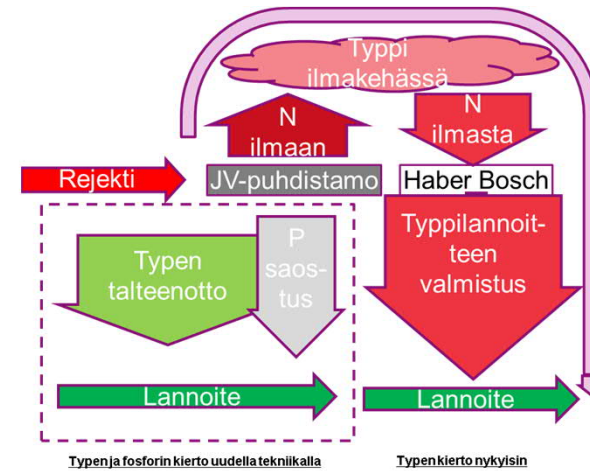 Typpi
ilmakehässä
N
ilmaan
N
ilmasta
Rejekti
JV-puhdistamo
Haber Bosch
Typen
talteenotto
P
saos-
tus
Typpilannoit-
teen
valmistus
Lannoite
Lannoite
Typen ja fosforin kierto uudella tekniikalla
Typen kierto nykyisin